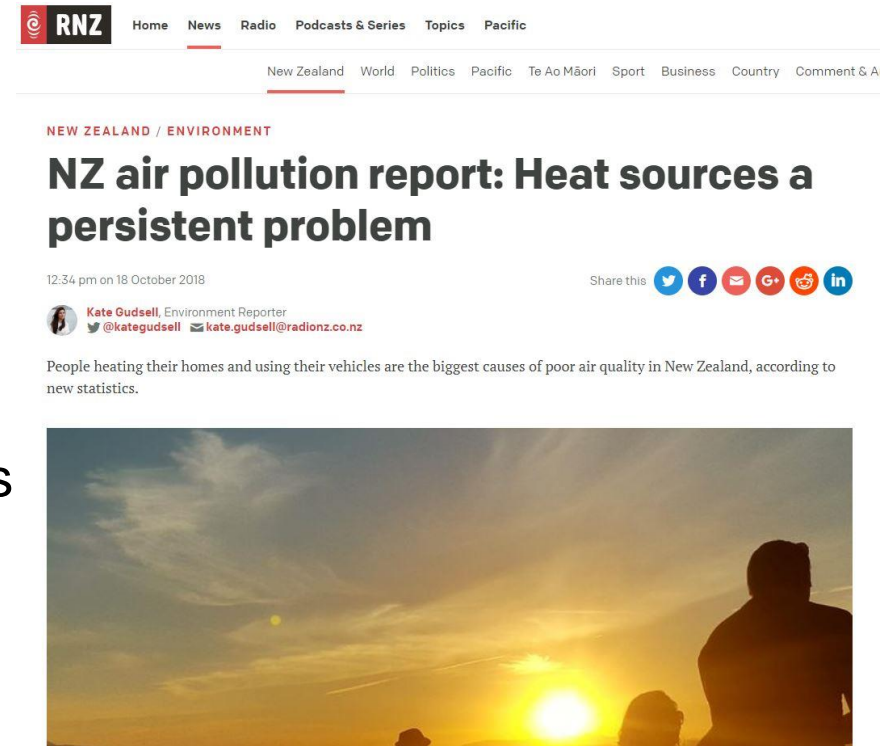 RNZ Home News Radio Podcasts & Series Topics Pacific
New Zealand World Politics Pacific Te Ao Māori Sport Business Country Comment &
NEW ZEALAND / ENVIRONMENT
NZ air pollution report: Heat sources a
persistent problem
12:34 pm on 18 October 2018 Share this
Kate Gudsell, Environment Reporter
@kategudsell kate.gudsell@radionz.co.nz
People heating their homes and using their vehicles are the biggest causes of poor air quality in New Zealand, according to
new statistics.
s